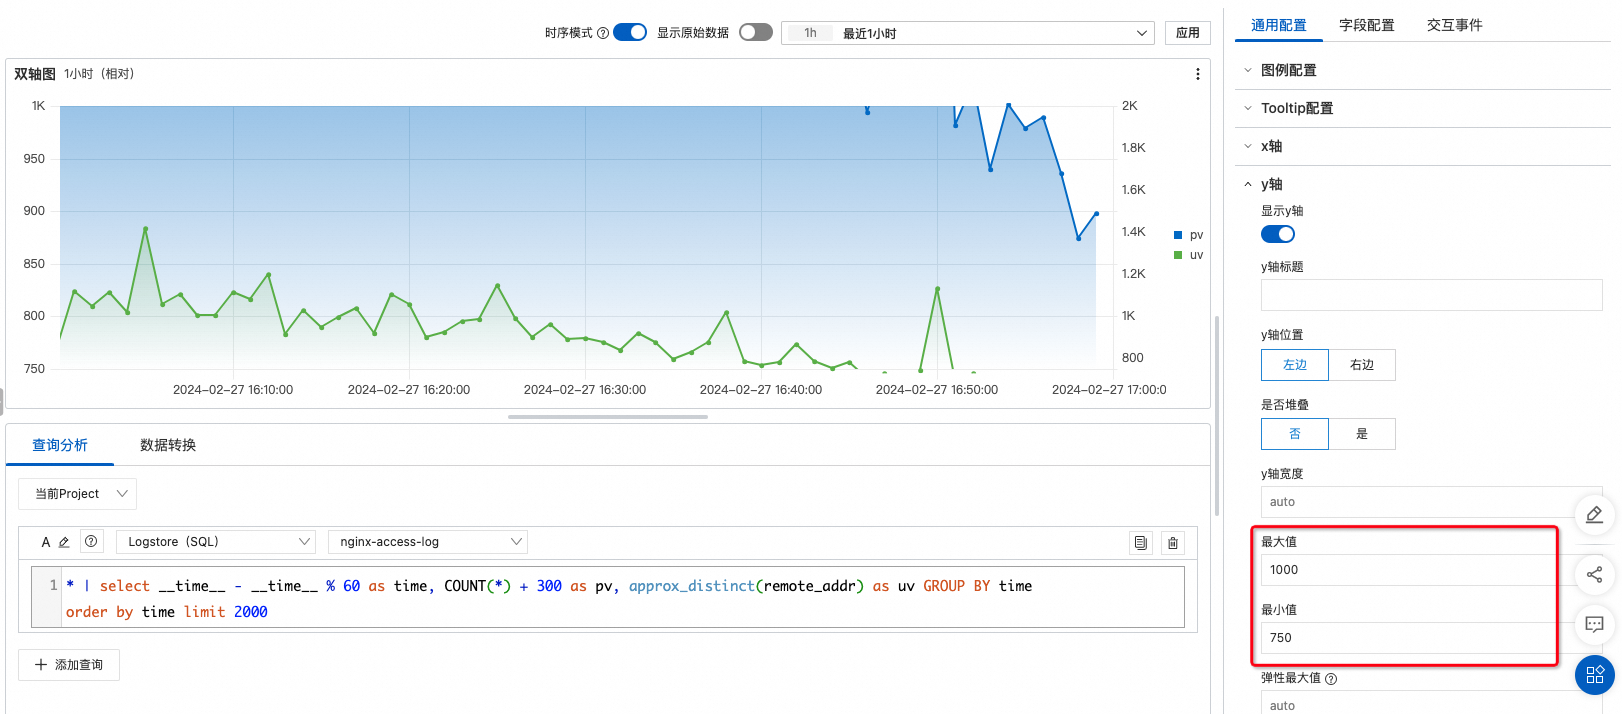 时序模式
显示原始数据
1h 最近1小时
应用
双轴图 1小时（相对）
1K
950
900
850
800
750
2K
1.8K
1.6K
1.4K
1.2K
1K
800
2024-02-27 16:10:00
2024-02-27 16:20:00
2024-02-27 16:30:00
2024-02-27 16:40:00
2024-02-27 16:50:00
2024-02-27 17:00:00
pv
uv
查询分析
数据转换
当前Project
A
Logstore（SQL）
nginx-access-log
1 * | select __time__ - __time__ % 60 as time, COUNT(*) + 300 as pv, approx_distinct(remote_addr) as uv GROUP BY time
order by time limit 2000
添加查询
通用配置 字段配置 交互事件
图例配置
Tooltip配置
x轴
y轴
显示y轴
y轴标题
y轴位置
左边 右边
是否堆叠
否 是
y轴宽度
auto
最大值
1000
最小值
750
弹性最大值
auto